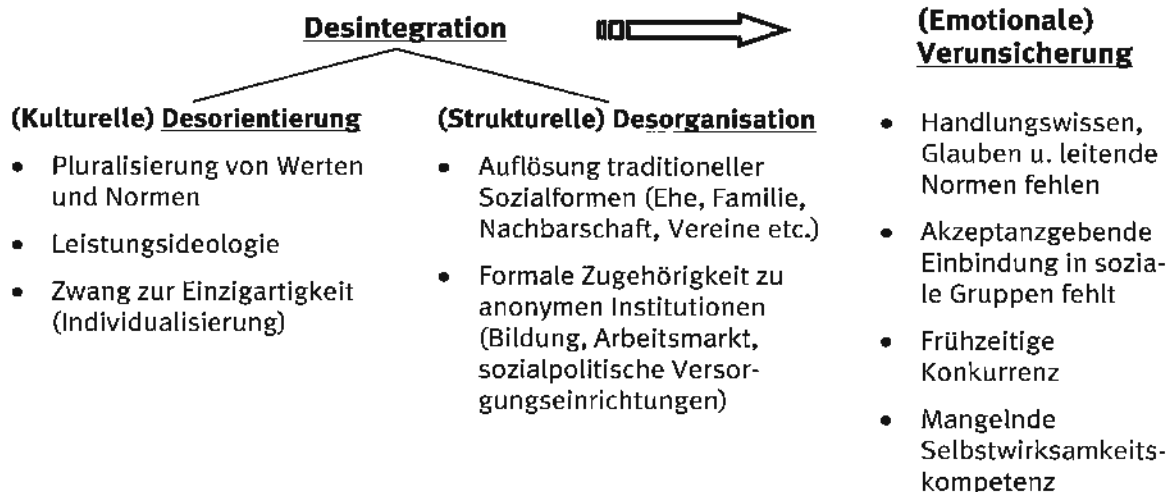 Desintegration
(Emotionale)
Verunsicherung
(Kulturelle) Desorientierung
• Pluralisierung von Werten
und Normen
• Leistungsideologie
• Zwang zur Einzigartigkeit
(Individualisierung)
(Strukturelle) Desorganisation
• Auflösung traditioneller
Sozialformen (Ehe, Familie,
Nachbarschaft, Vereine etc.)
• Formale Zugehörigkeit zu
anonymen Institutionen
(Bildung, Arbeitsmarkt,
sozialpolitische Versor-
gungseinrichtungen)
• Handlungswissen,
Glauben u. leitende
Normen fehlen
• Akzeptanzgebende
Einbindung in sozia-
le Gruppen fehlt
• Frühzeitige
Konkurrenz
• Mangelnde
Selbstwirksamkeits-
kompetenz